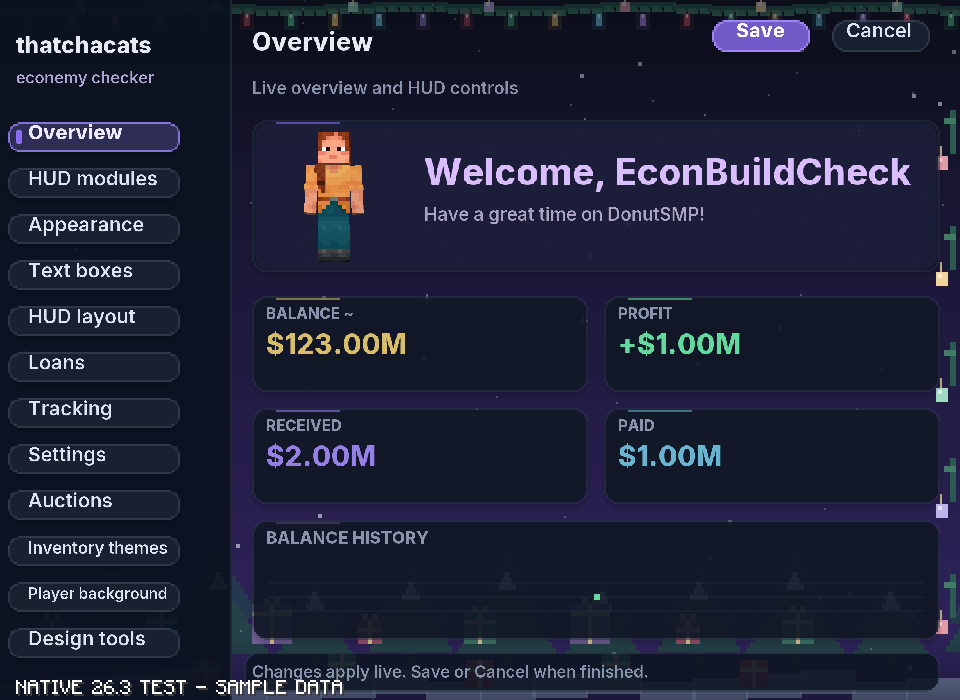 thatchacats
econemy checker
Overview
HUD modules
Appearance
Text boxes
HUD layout
Loans
Tracking
Settings
Auctions
Inventory themes
Player background
Design tools
Overview
Save
Cancel
Live overview and HUD controls
Welcome, EconBuildCheck
Have a great time on DonutSMP!
BALANCE ~
$123.00M
PROFIT
+$1.00M
RECEIVED
$2.00M
PAID
$1.00M
BALANCE HISTORY
Changes apply live. Save or Cancel when finished.
NATIVE 26.3 TEST – SAMPLE DATA